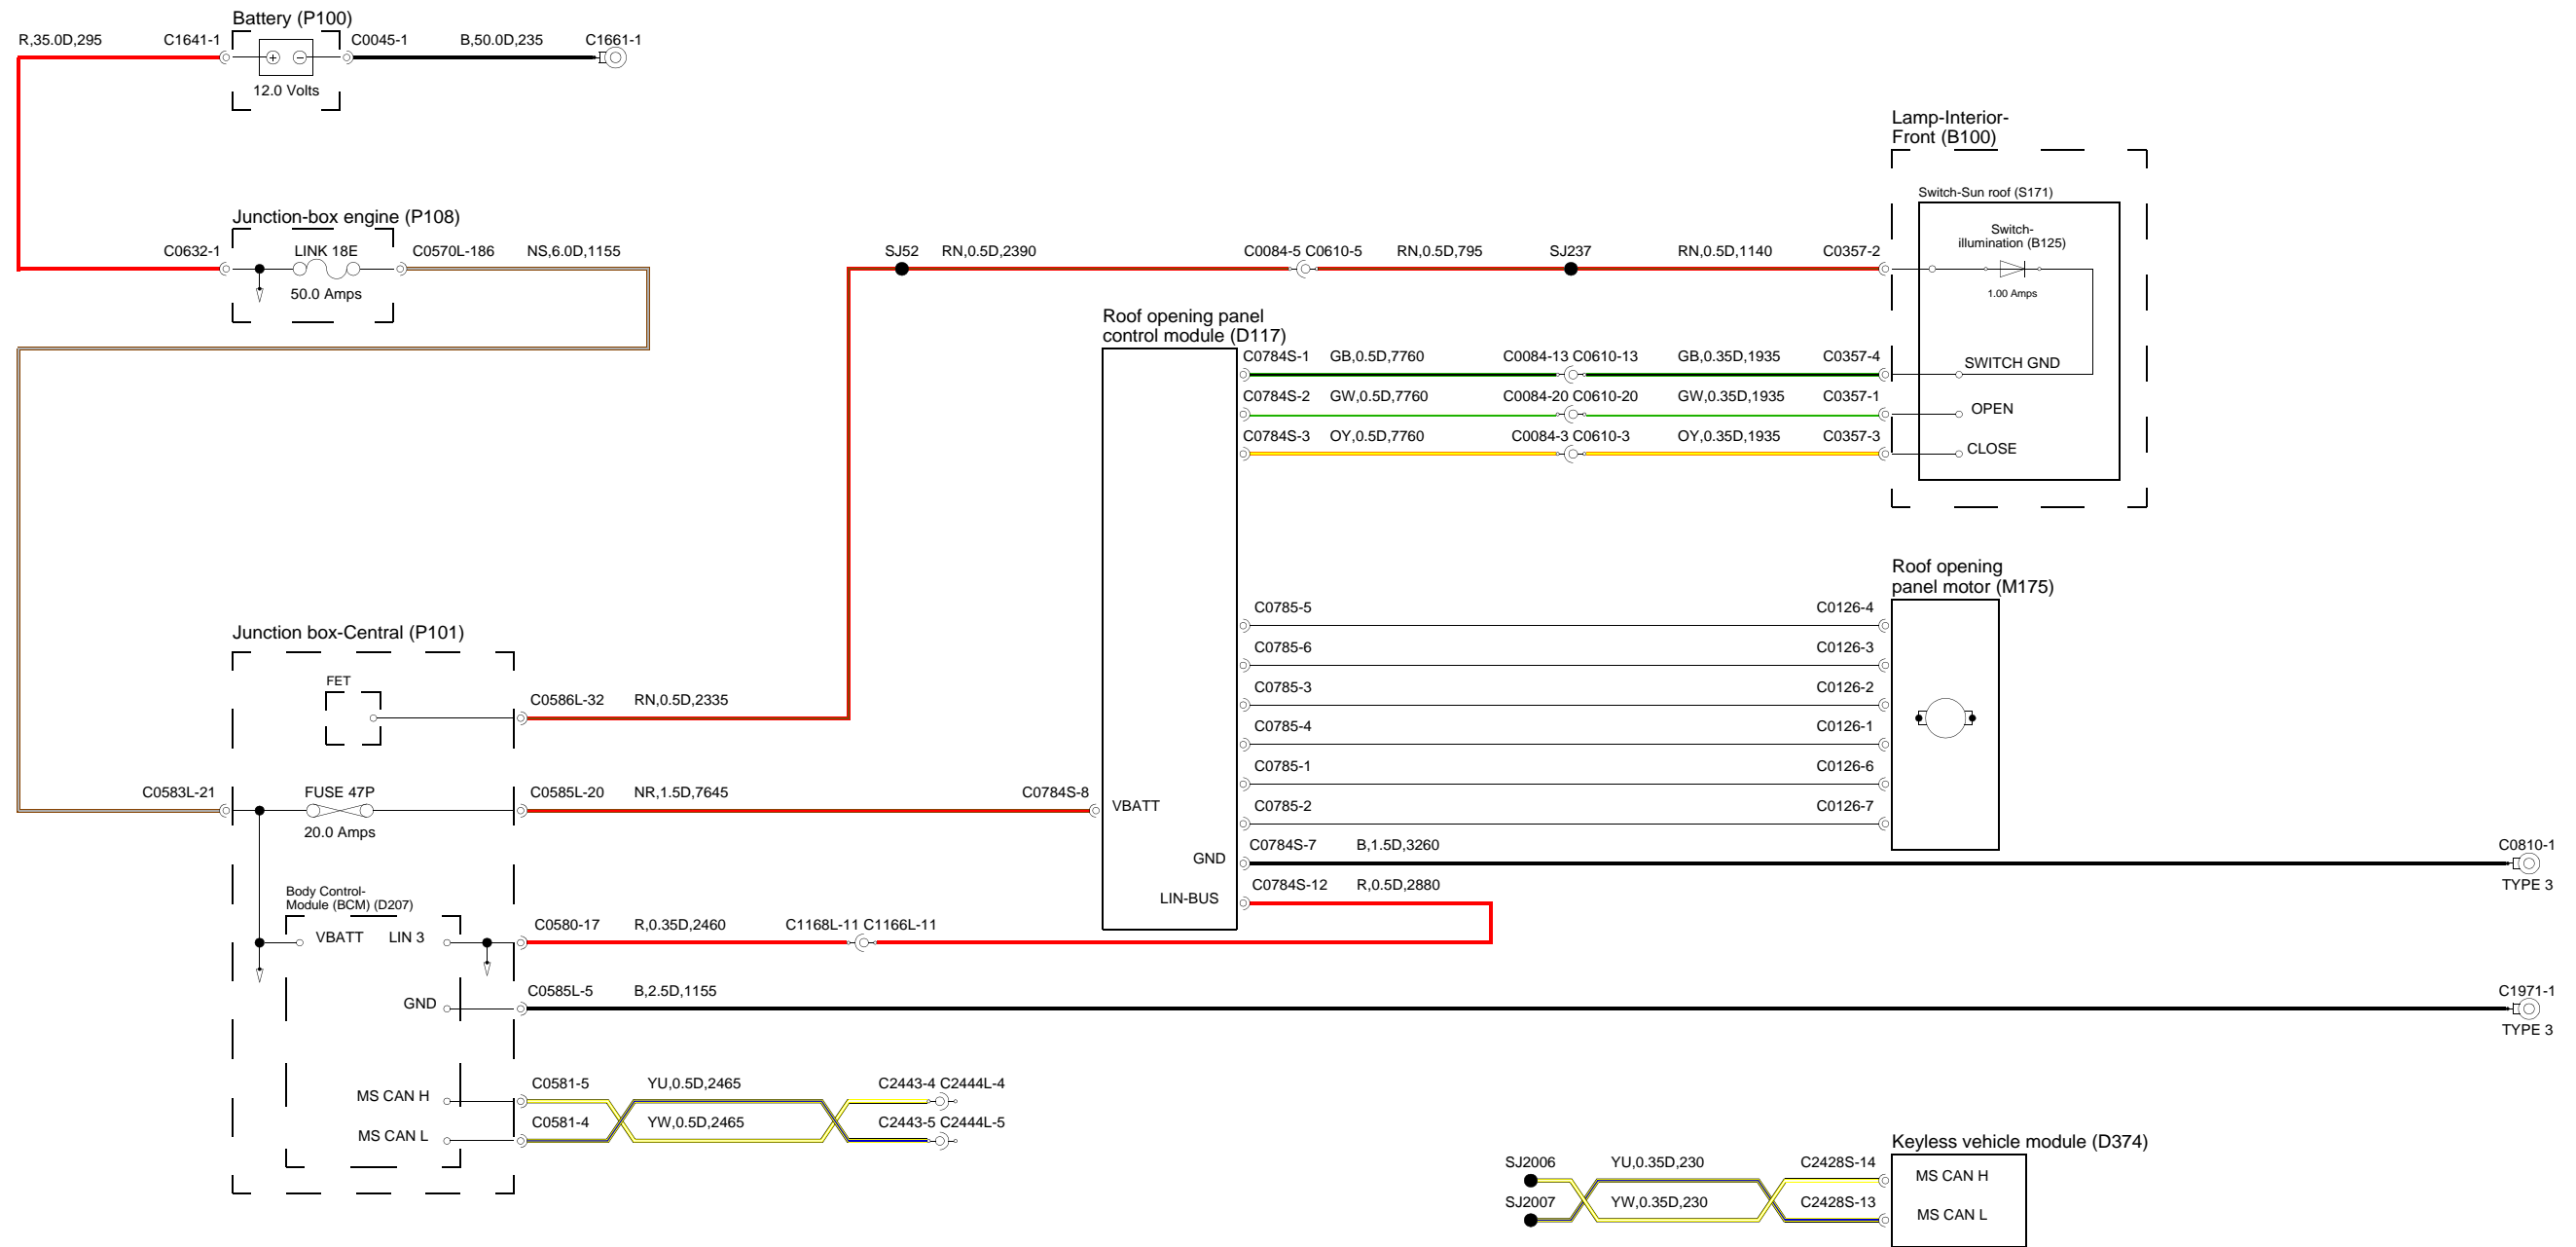 Battery (P100)
R,35.0D,295
C1641-1
C0045-1
B,50.0D,235
C1661-1
12.0 Volts
Lamp-Interior-
Front (B100)
Switch-Sun roof (S171)
Switch-
illumination (B125)
1.00 Amps
SWITCH GND
OPEN
CLOSE
Junction-box engine (P108)
C0632-1
LINK 18E
C0570L-186
NS,6.0D,1155
50.0 Amps
SJ52
RN,0.5D,2390
C0084-5 C0610-5
RN,0.5D,795
SJ237
RN,0.5D,1140
C0357-2
Roof opening panel
control module (D117)
C0784S-1
GB,0.5D,7760
C0084-13 C0610-13
GB,0.35D,1935
C0357-4
C0784S-2
GW,0.5D,7760
C0084-20 C0610-20
GW,0.35D,1935
C0357-1
C0784S-3
OY,0.5D,7760
C0084-3 C0610-3
OY,0.35D,1935
C0357-3
Roof opening
panel motor (M175)
C0785-5
C0126-4
C0785-6
C0126-3
C0785-3
C0126-2
C0785-4
C0126-1
C0785-1
C0126-6
C0785-2
C0126-7
Junction box-Central (P101)
FET
C0586L-32
RN,0.5D,2335
C0583L-21
FUSE 47P
20.0 Amps
C0585L-20
NR,1.5D,7645
C0784S-8
VBATT
GND
C0784S-7
B,1.5D,3260
C0810-1
TYPE 3
LIN-BUS
C0784S-12
R,0.5D,2880
Body Control-
Module (BCM) (D207)
VBATT
LIN 3
C0580-17
R,0.35D,2460
C1168L-11 C1166L-11
GND
C0585L-5
B,2.5D,1155
C1971-1
TYPE 3
MS CAN H
C0581-5
YU,0.5D,2465
C2443-4 C2444L-4
MS CAN L
C0581-4
YW,0.5D,2465
C2443-5 C2444L-5
Keyless vehicle module (D374)
SJ2006
YU,0.35D,230
C2428S-14
MS CAN H
SJ2007
YW,0.35D,230
C2428S-13
MS CAN L